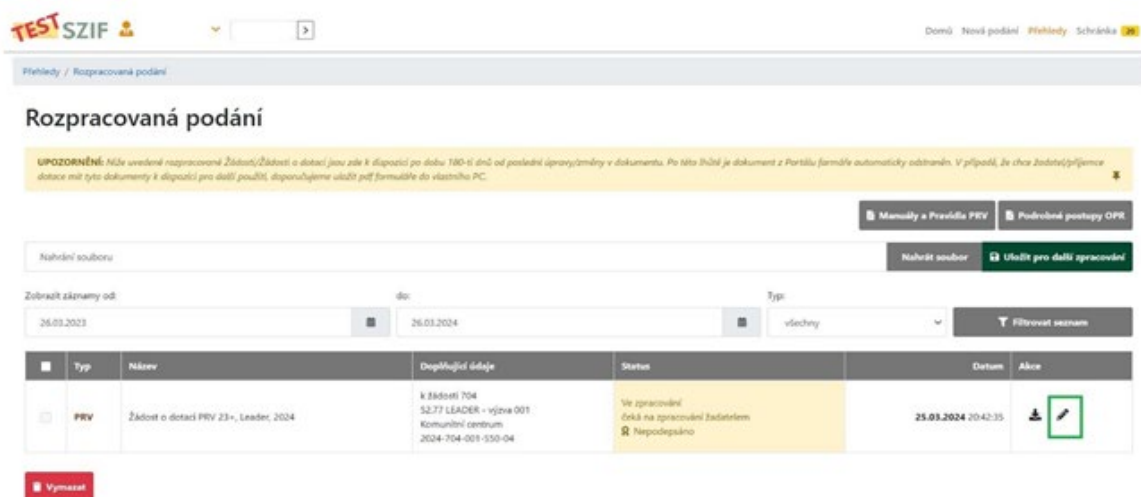 TEST SZIF
Domů Nová podání Přehledy Schránka 20
Přehledy / Rozpracovaná podání
Rozpracovaná podání
UPOZORNĚNÍ: Níže uvedené rozpracované Žádosti/Žádosti o dotaci jsou zde k dispozici po dobu 180-ti dnů od poslední úpravy/změny v dokumentu. Po této lhůtě je dokument z Portálu farmáře automaticky odstraněn. V případě, že chce žadatel/příjemce
dotace mít tyto dokumenty k dispozici pro další použití, doporučujeme uložit pdf formuláře do vlastního PC.
Manuály a Pravidla PRV Podrobné postupy OPR
Nahrání souboru Nahrát soubor Uložit pro další zpracování
Zobrazit záznamy od: do: Typ:
26.03.2023 26.03.2024 všechny Filtrovat seznam
Typ Název Doplňující údaje Status Datum Akce
PRV Žádost o dotaci PRV 23+, Leader, 2024
k žádosti 704
52.77 LEADER - výzva 001
Komunitní centrum
2024-704-001-S50-04
Ve zpracování
čeká na zpracování žadatelem
Nepodepsáno
25.03.2024 20:42:35
Vymazat